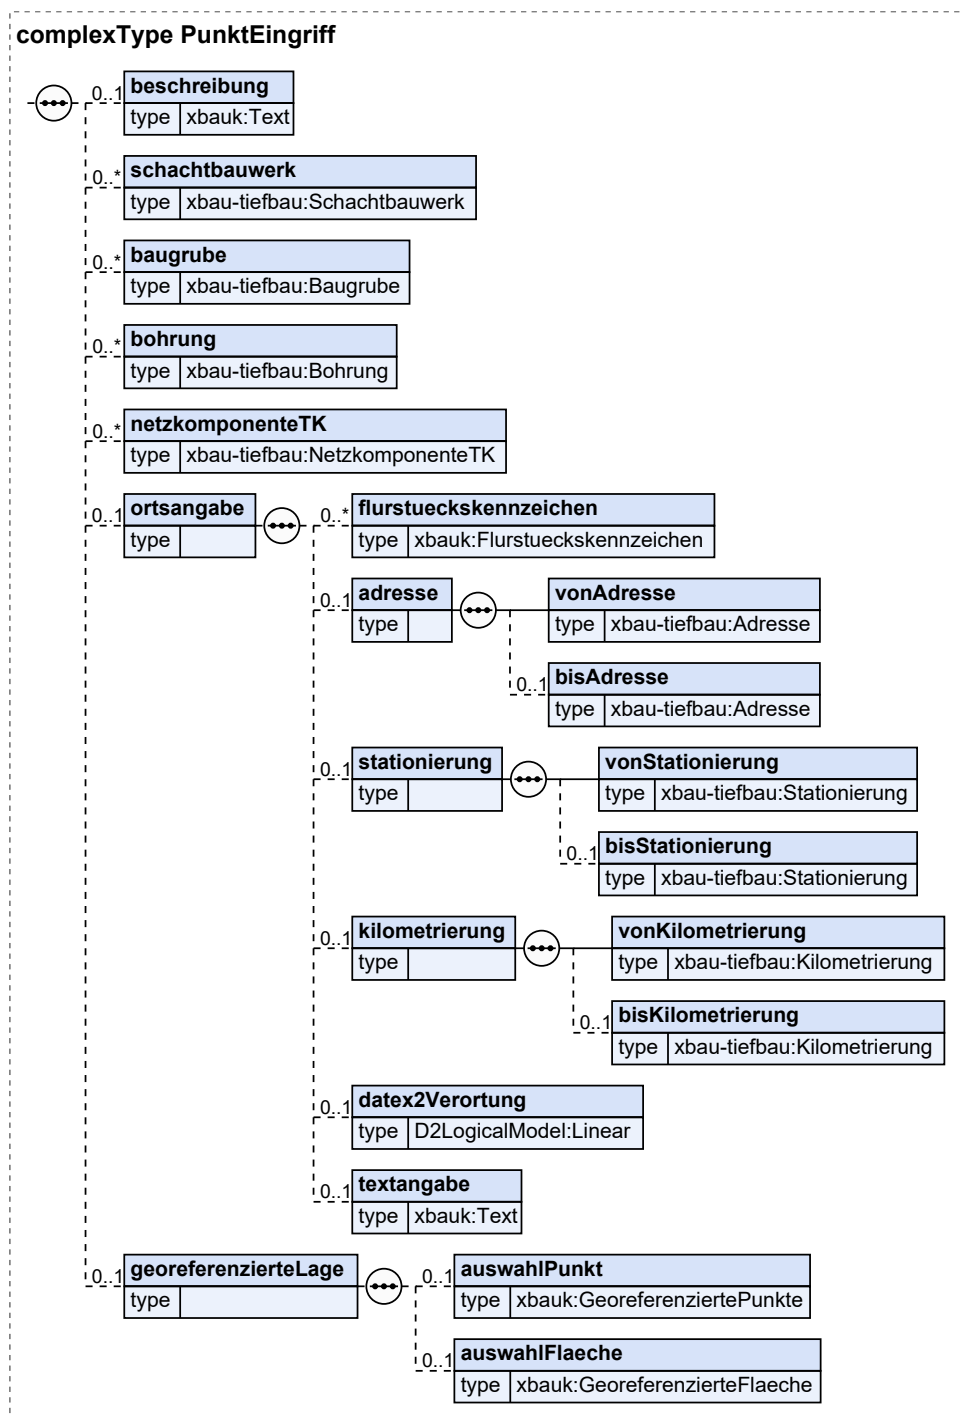 complexType PunktEingriff
0..1 beschreibung
type xbauk:Text
0..* schachtbauwerk
type xbau-tiefbau:Schachtbauwerk
0..* baugrube
type xbau-tiefbau:Baugrube
0..* bohrung
type xbau-tiefbau:Bohrung
0..* netzkomponenteTK
type xbau-tiefbau:NetzkomponenteTK
0..1 ortsangabe
type
0..* flurstueckskennzeichen
type xbauk:Flurstueckskennzeichen
0..1 adresse
type
vonAdresse
type xbau-tiefbau:Adresse
0..1 bisAdresse
type xbau-tiefbau:Adresse
0..1 stationierung
type
vonStationierung
type xbau-tiefbau:Stationierung
0..1 bisStationierung
type xbau-tiefbau:Stationierung
0..1 kilometrierung
type
vonKilometrierung
type xbau-tiefbau:Kilometrierung
0..1 bisKilometrierung
type xbau-tiefbau:Kilometrierung
0..1 datex2Verortung
type D2LogicalModel:Linear
0..1 textangabe
type xbauk:Text
0..1 georeferenzierteLage
type
0..1 auswahlPunkt
type xbauk:GeoreferenziertePunkte
0..1 auswahlFlaeche
type xbauk:GeoreferenzierteFlaeche